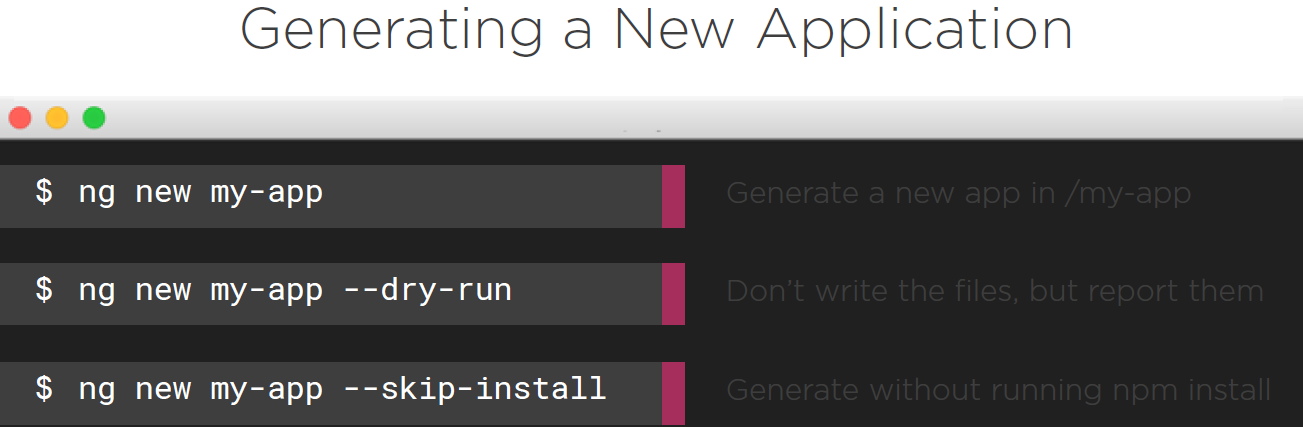 Generating a New Application
$ ng new my-app
Generate a new app in /my-app
$ ng new my-app --dry-run
Don’t write the files, but report them
$ ng new my-app --skip-install
Generate without running npm install